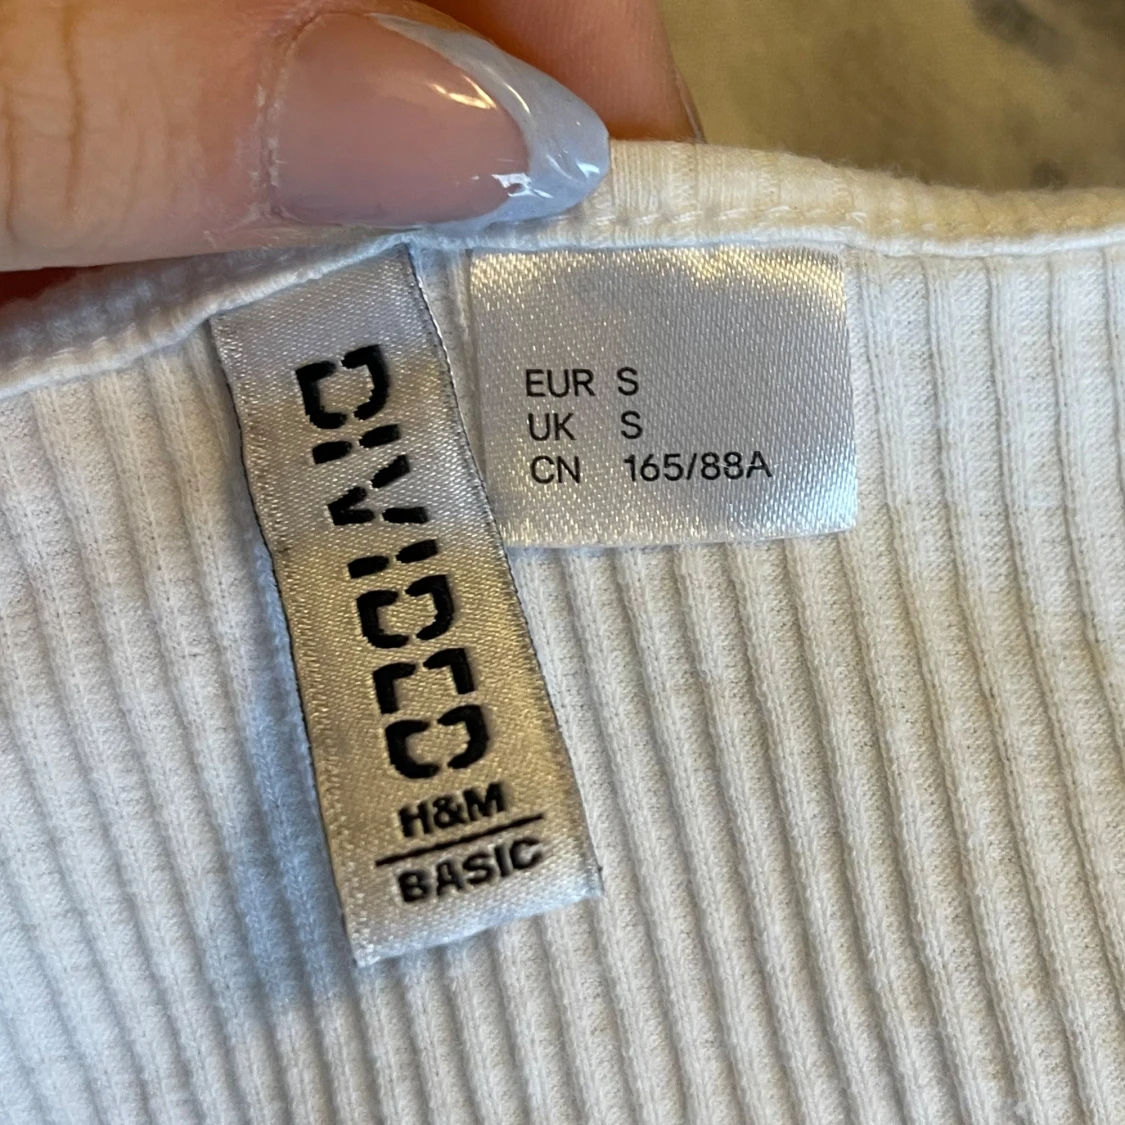 DIVIDED
H&M
BASIC
EUR S
UK S
CN 165/88A